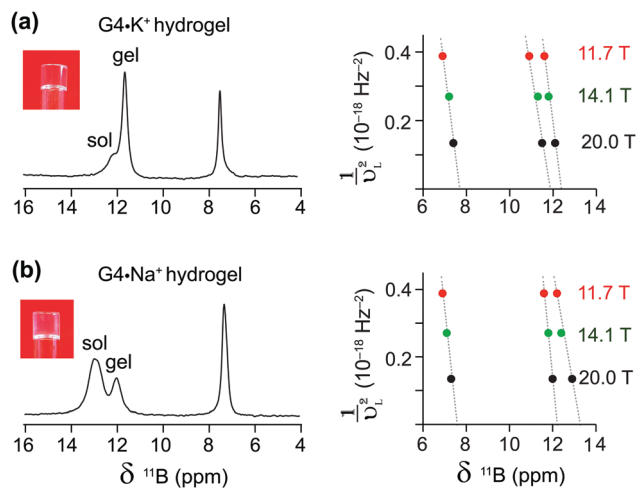 (a) G4•K⁺ hydrogel
gel
sol
16 14 12 10 8 6 4
1/υ_L² (10⁻¹⁸ Hz⁻²)
0.4
0.2
11.7 T
14.1 T
20.0 T
6 8 10 12 14
(b) G4•Na⁺ hydrogel
sol
gel
16 14 12 10 8 6 4
δ ¹¹B (ppm)
1/υ_L² (10⁻¹⁸ Hz⁻²)
0.4
0.2
11.7 T
14.1 T
20.0 T
6 8 10 12 14
δ ¹¹B (ppm)